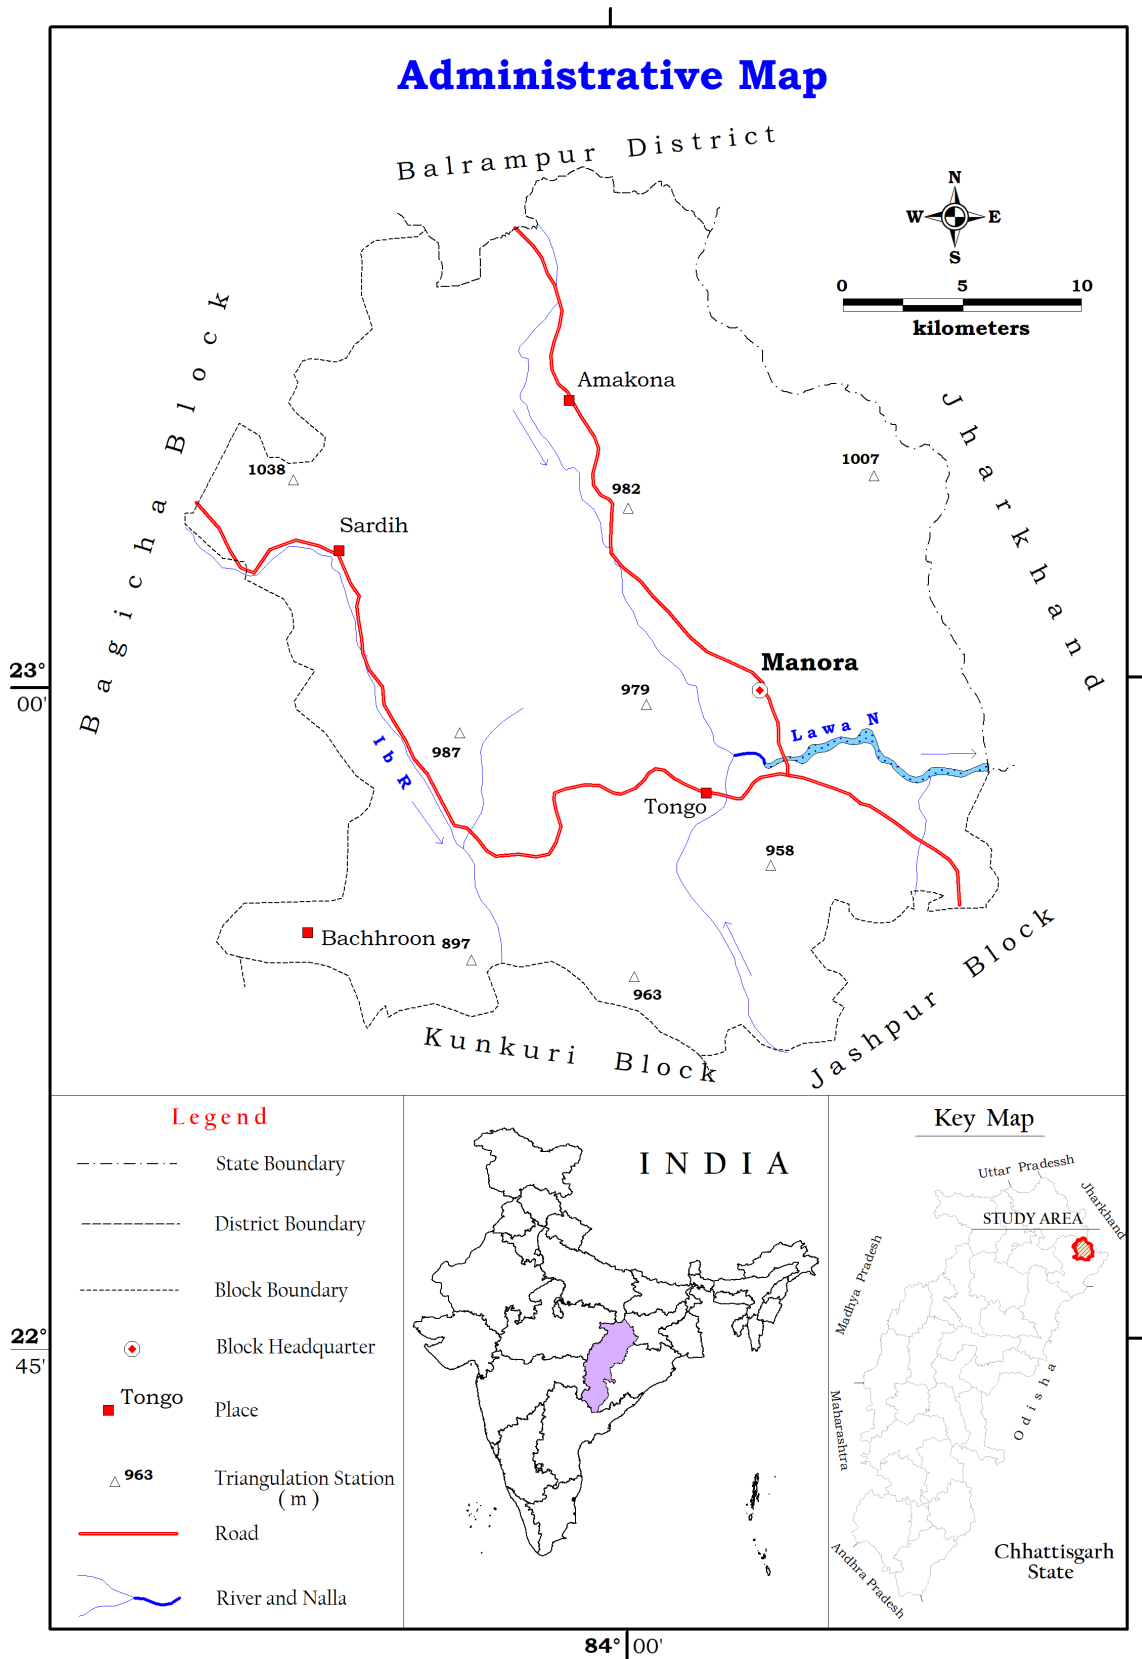 Administrative Map
Balrampur District
N
W E
S
0 5 10
kilometers
Bagicha Block
Jharkhand
Amakona
1038
1007
982
Sardih
23°
00'
Manora
979
Lawa N
987
Ib R
Tongo
958
Bachhroon
897
963
Jashpur Block
Kunkuri Block
Legend
State Boundary
District Boundary
Block Boundary
Block Headquarter
Tongo
Place
963
Triangulation Station
( m )
Road
River and Nalla
22°
45'
INDIA
Key Map
Uttar Pradessh
Jharkhand
STUDY AREA
Madhya Pradesh
Odisha
Maharashtra
Andhra Pradesh
Chhattisgarh
State
84° 00'